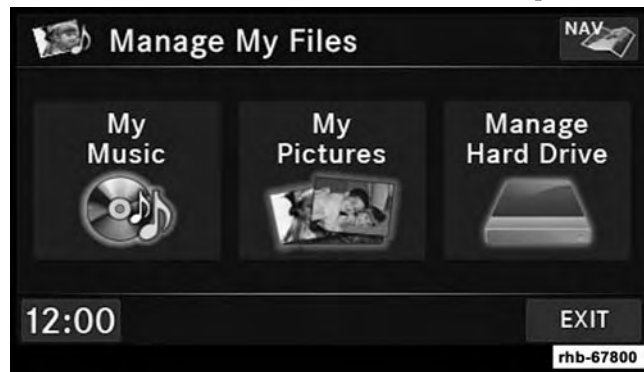 Manage My Files
NAV
My
Music
My
Pictures
Manage
Hard Drive
12:00
EXIT
rhb-67800